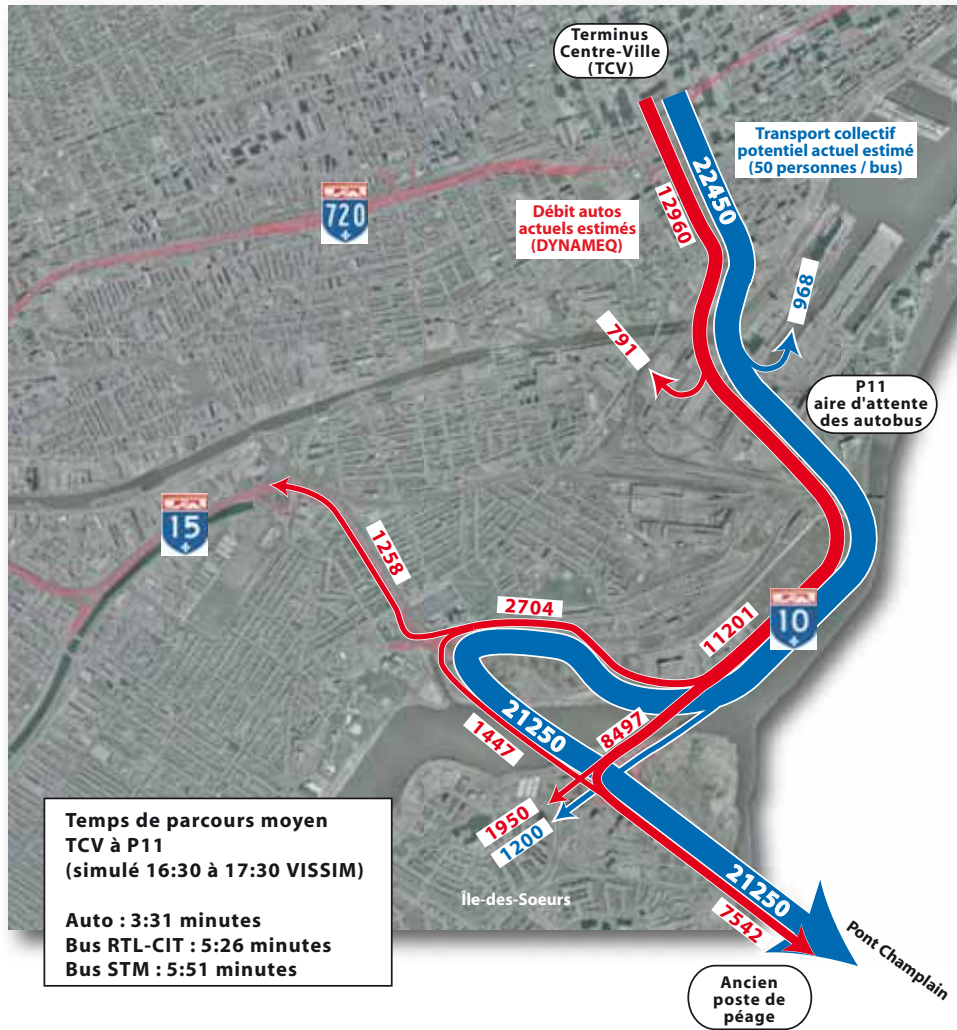 Terminus
Centre-Ville
(TCV)
Transport collectif
potentiel actuel estimé
(50 personnes / bus)
22450
12960
720
Débit autos
actuels estimés
(DYNAMEQ)
968
791
P11
aire d'attente
des autobus
15
1258
2704
11201
10
21250
1447
8497
1950
1200
Île-des-Soeurs
21250
7542
Pont Champlain
Ancien
poste de
péage
Temps de parcours moyen
TCV à P11
(simulé 16:30 à 17:30 VISSIM)
Auto : 3:31 minutes
Bus RTL-CIT : 5:26 minutes
Bus STM : 5:51 minutes